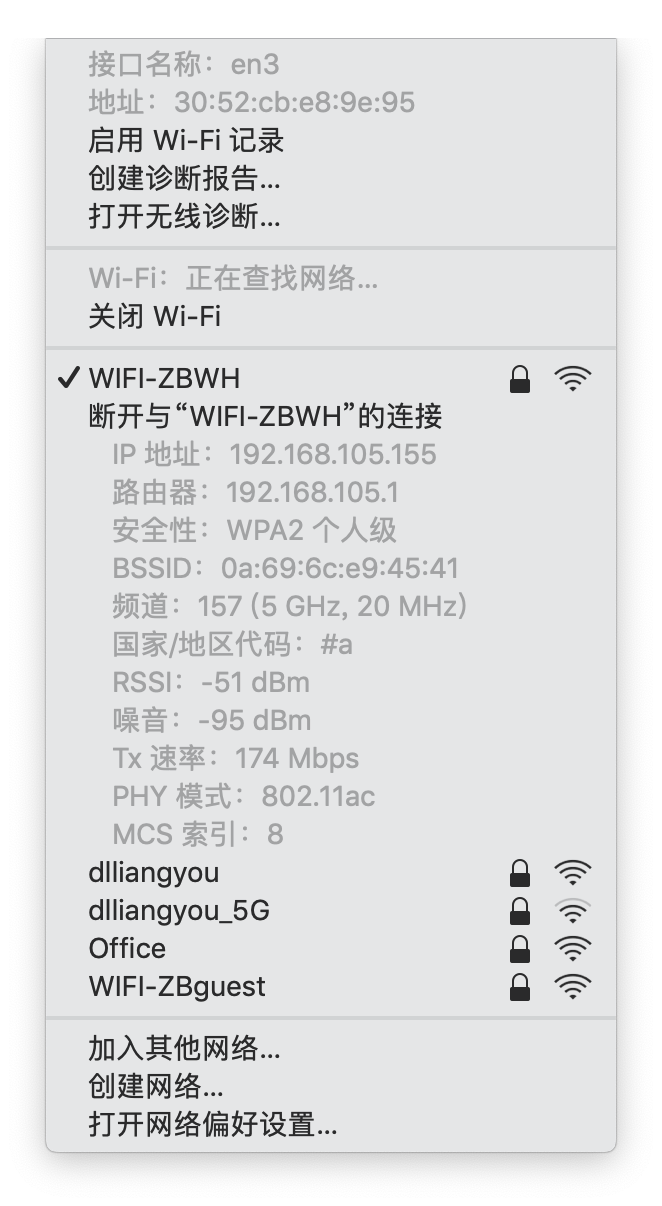 接口名称：en3
地址：30:52:cb:e8:9e:95
启用 Wi-Fi 记录
创建诊断报告...
打开无线诊断...
Wi-Fi：正在查找网络...
关闭 Wi-Fi
WIFI-ZBWH
断开与“WIFI-ZBWH”的连接
IP 地址：192.168.105.155
路由器：192.168.105.1
安全性：WPA2 个人级
BSSID：0a:69:6c:e9:45:41
频道：157 (5 GHz, 20 MHz)
国家/地区代码：#a
RSSI：-51 dBm
噪音：-95 dBm
Tx 速率：174 Mbps
PHY 模式：802.11ac
MCS 索引：8
dlliangyou
dlliangyou_5G
Office
WIFI-ZBguest
加入其他网络...
创建网络...
打开网络偏好设置...